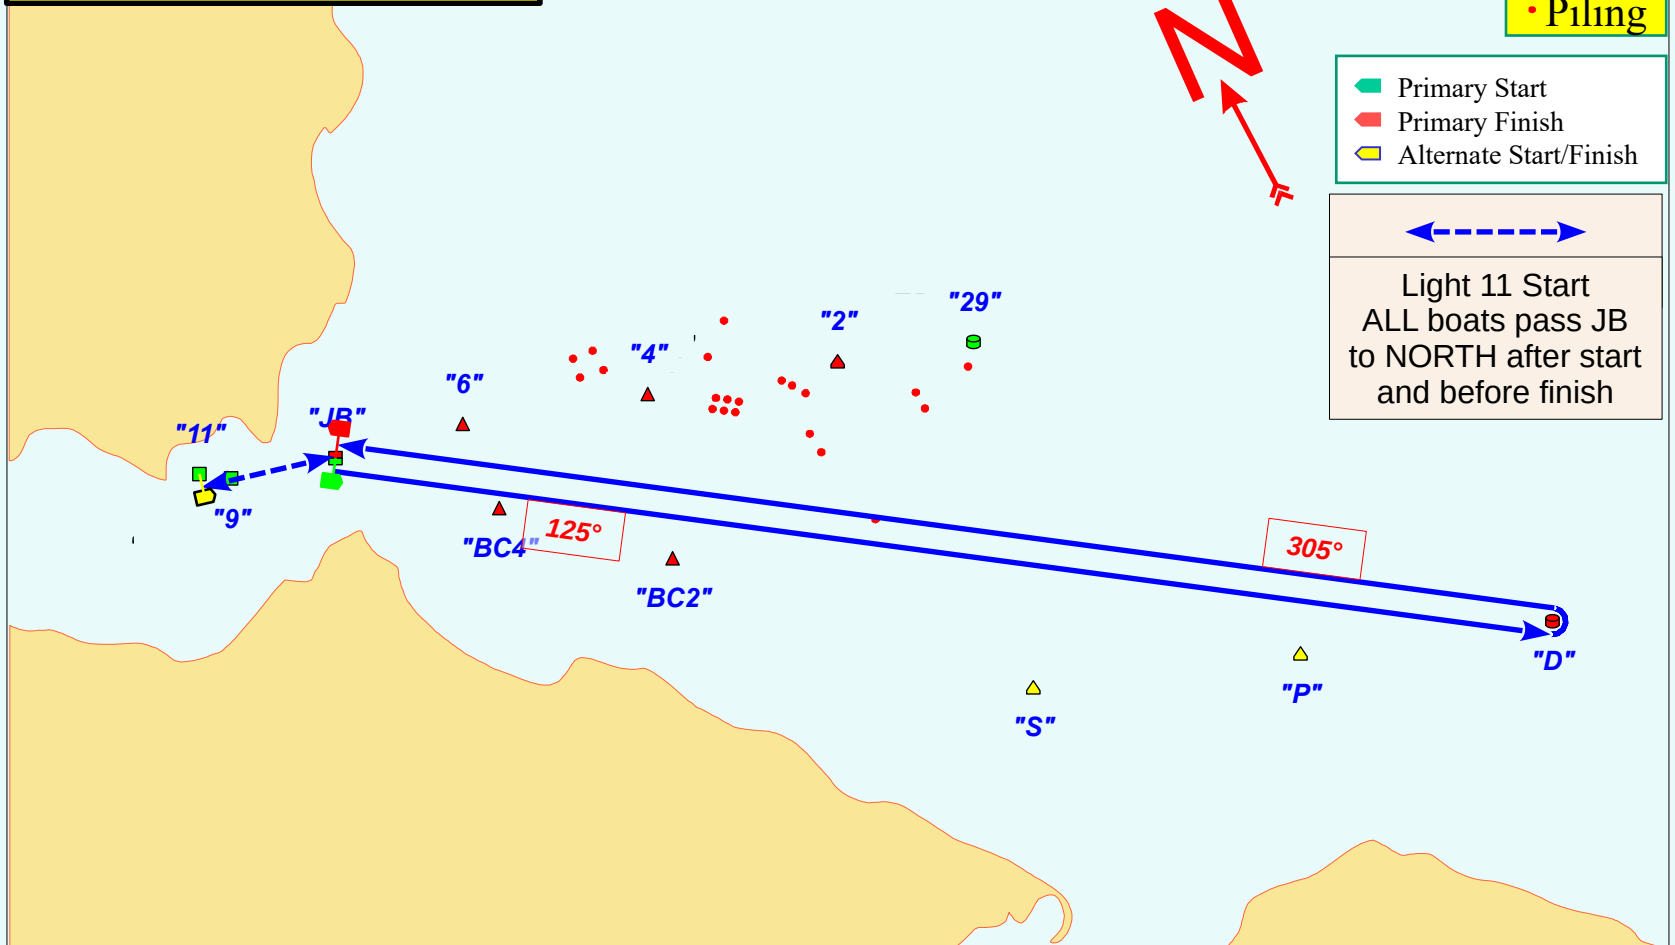 N
Piling
Primary Start
Primary Finish
Alternate Start/Finish
Light 11 Start
ALL boats pass JB
to NORTH after start
and before finish
"29"
"2"
"4"
"6"
"JB"
"11"
"9"
"BC4"
125°
"BC2"
305°
"D"
"P"
"S"